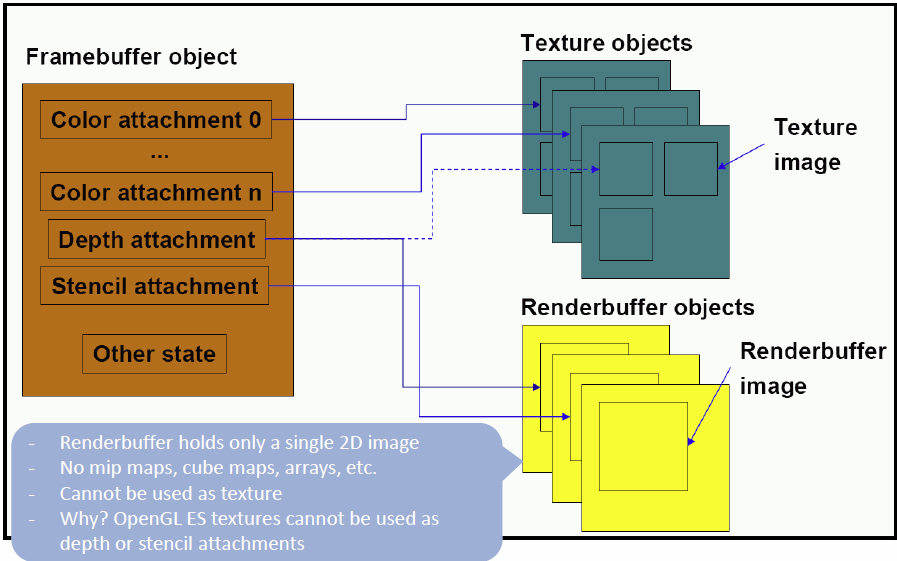 Framebuffer object
Color attachment 0
...
Color attachment n
Depth attachment
Stencil attachment
Other state
Texture objects
Texture
image
Renderbuffer objects
Renderbuffer
image
- Renderbuffer holds only a single 2D image
- No mip maps, cube maps, arrays, etc.
- Cannot be used as texture
- Why? OpenGL ES textures cannot be used as
depth or stencil attachments